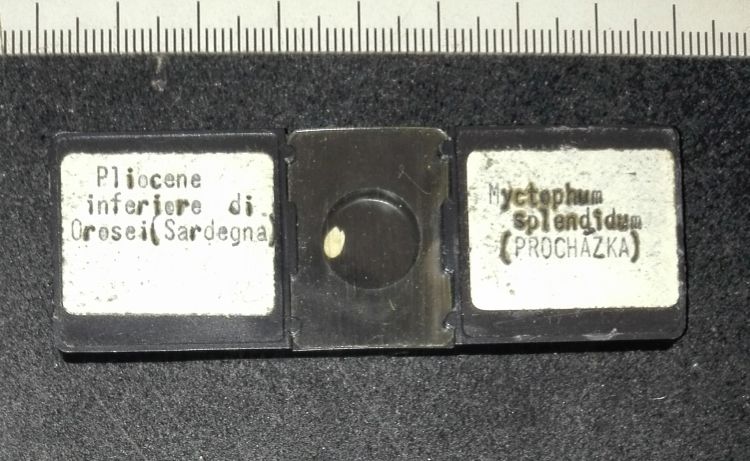 Pliocene
inferiore di
Orosei(Sardegna)
Myctophum
splendidum
(PROCHÁZKA)